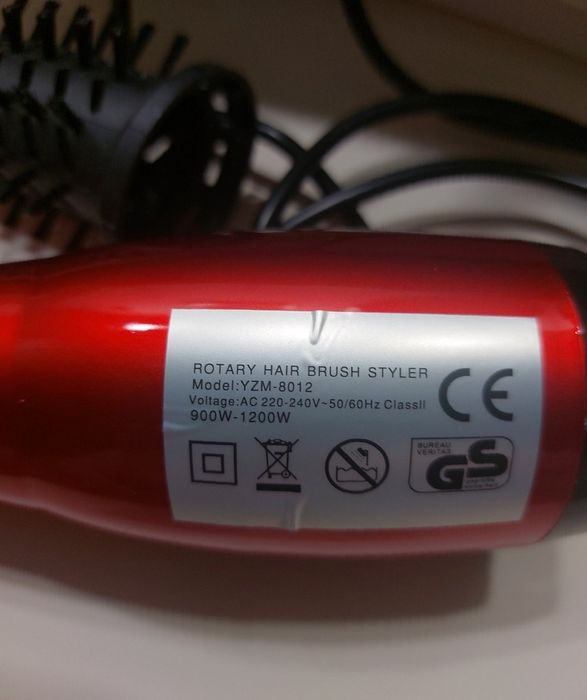 ROTARY HAIR BRUSH STYLER
Model:YZM-8012
Voltage:AC 220-240V~50/60Hz ClassII
900W-1200W
CE
BUREAU
VERITAS
GS